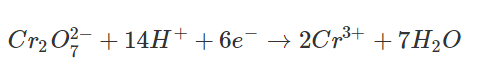 Cr₂O₇²⁻ + 14H⁺ + 6e⁻ → 2Cr³⁺ + 7H₂O